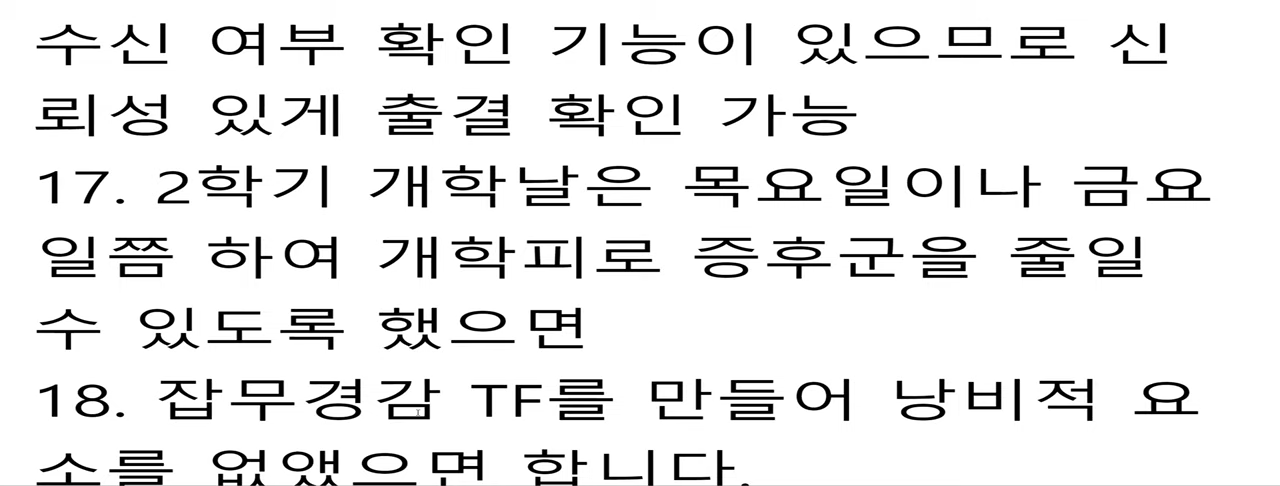 수신 여부 확인 기능이 있으므로 신
뢰성 있게 출결 확인 가능
17. 2학기 개학날은 목요일이나 금요
일쯤 하여 개학피로 증후군을 줄일
수 있도록 했으면
18. 잡무경감 TF를 만들어 낭비적 요
소를 없앴으면 합니다.